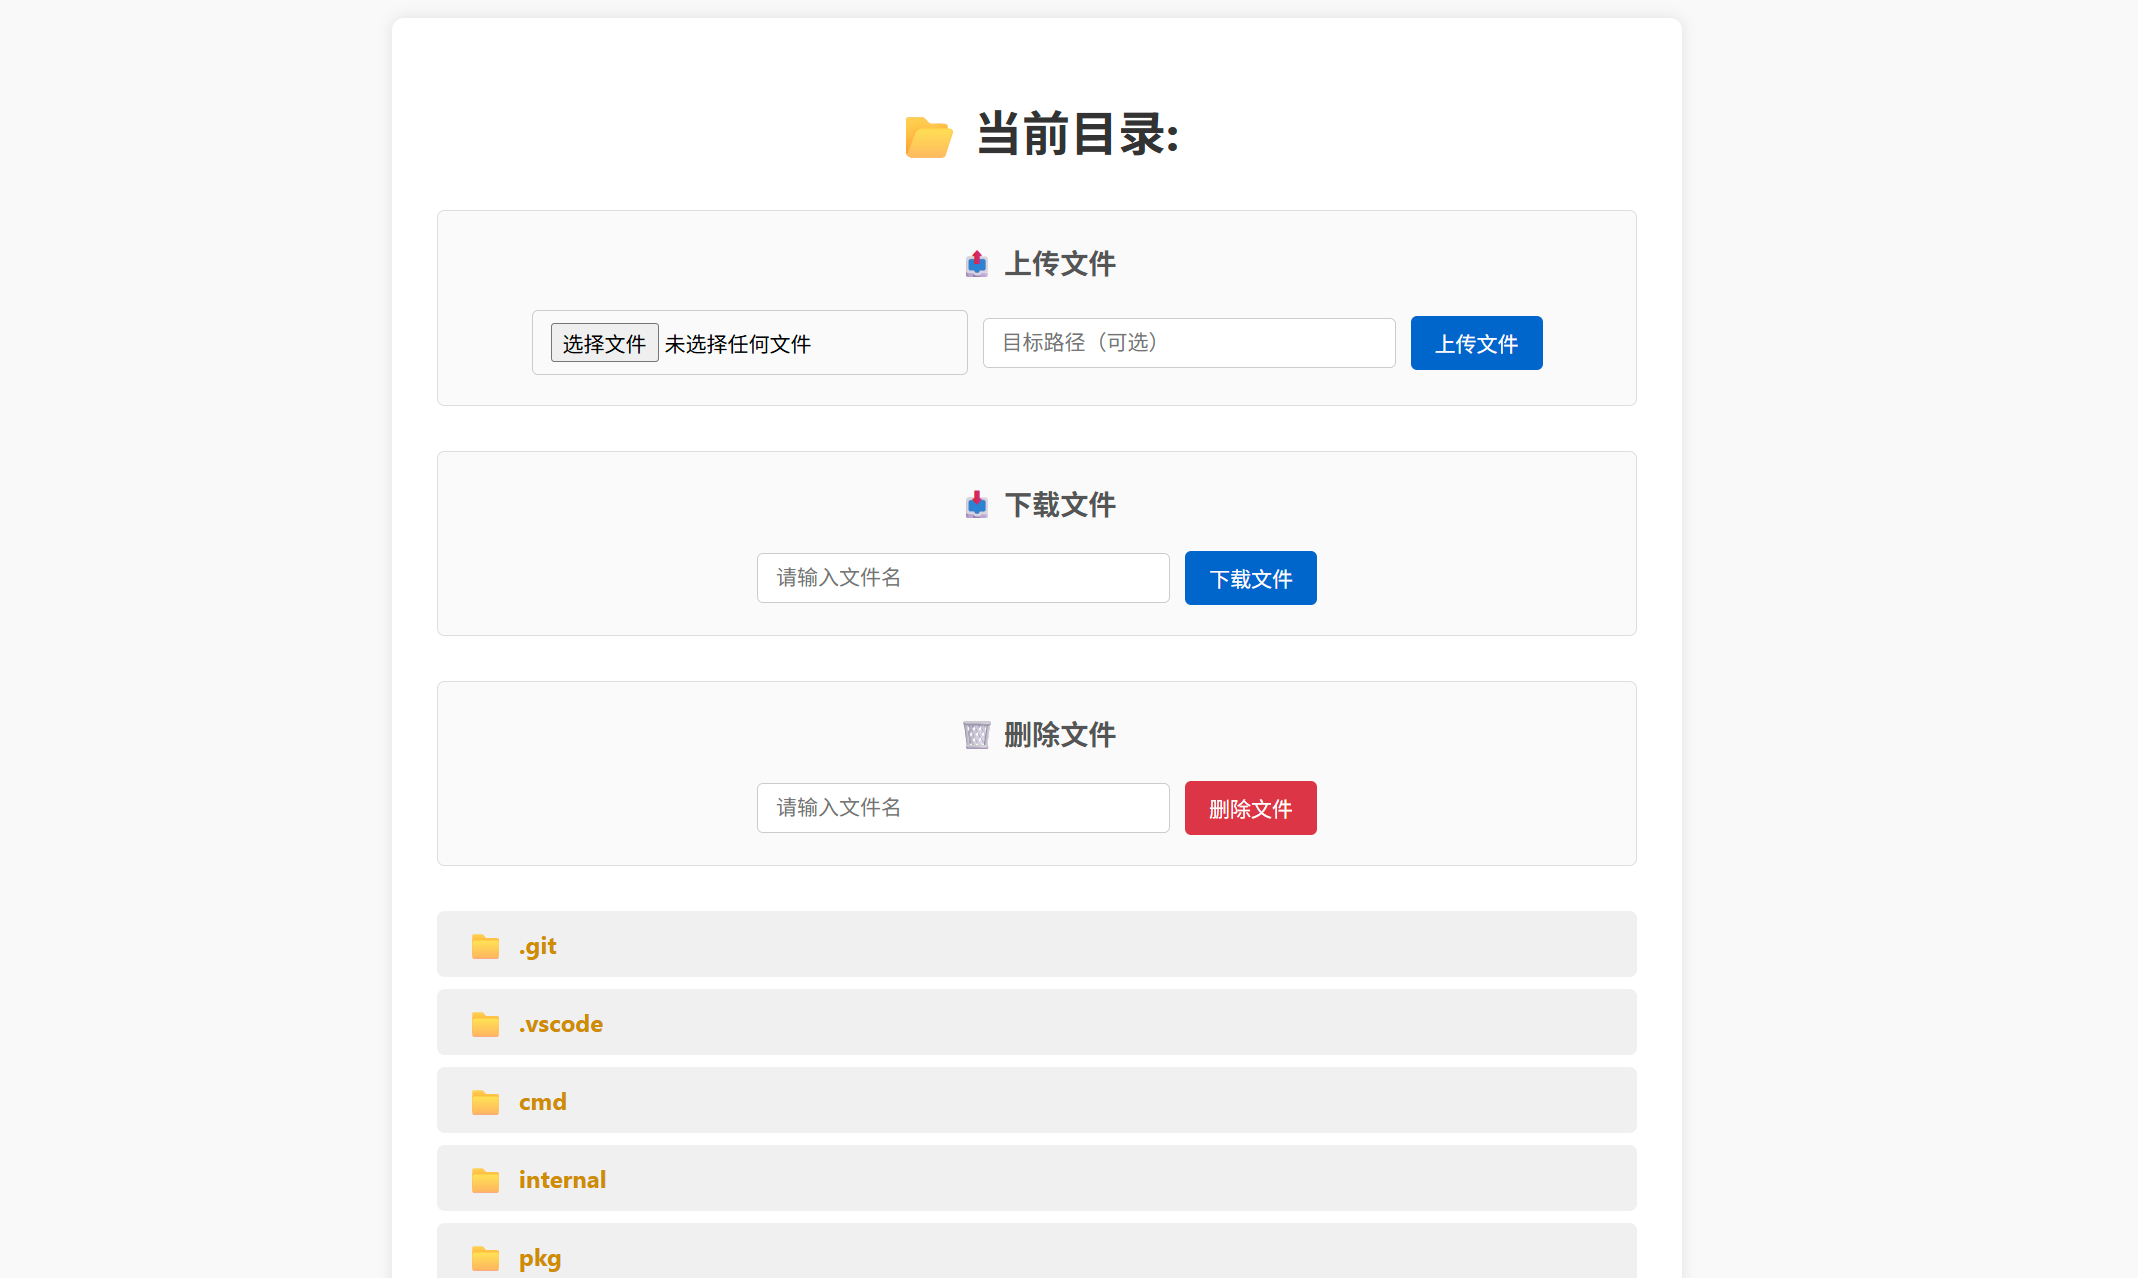 当前目录:
上传文件
选择文件 未选择任何文件 目标路径（可选） 上传文件
下载文件
请输入文件名 下载文件
删除文件
请输入文件名 删除文件
.git
.vscode
cmd
internal
pkg